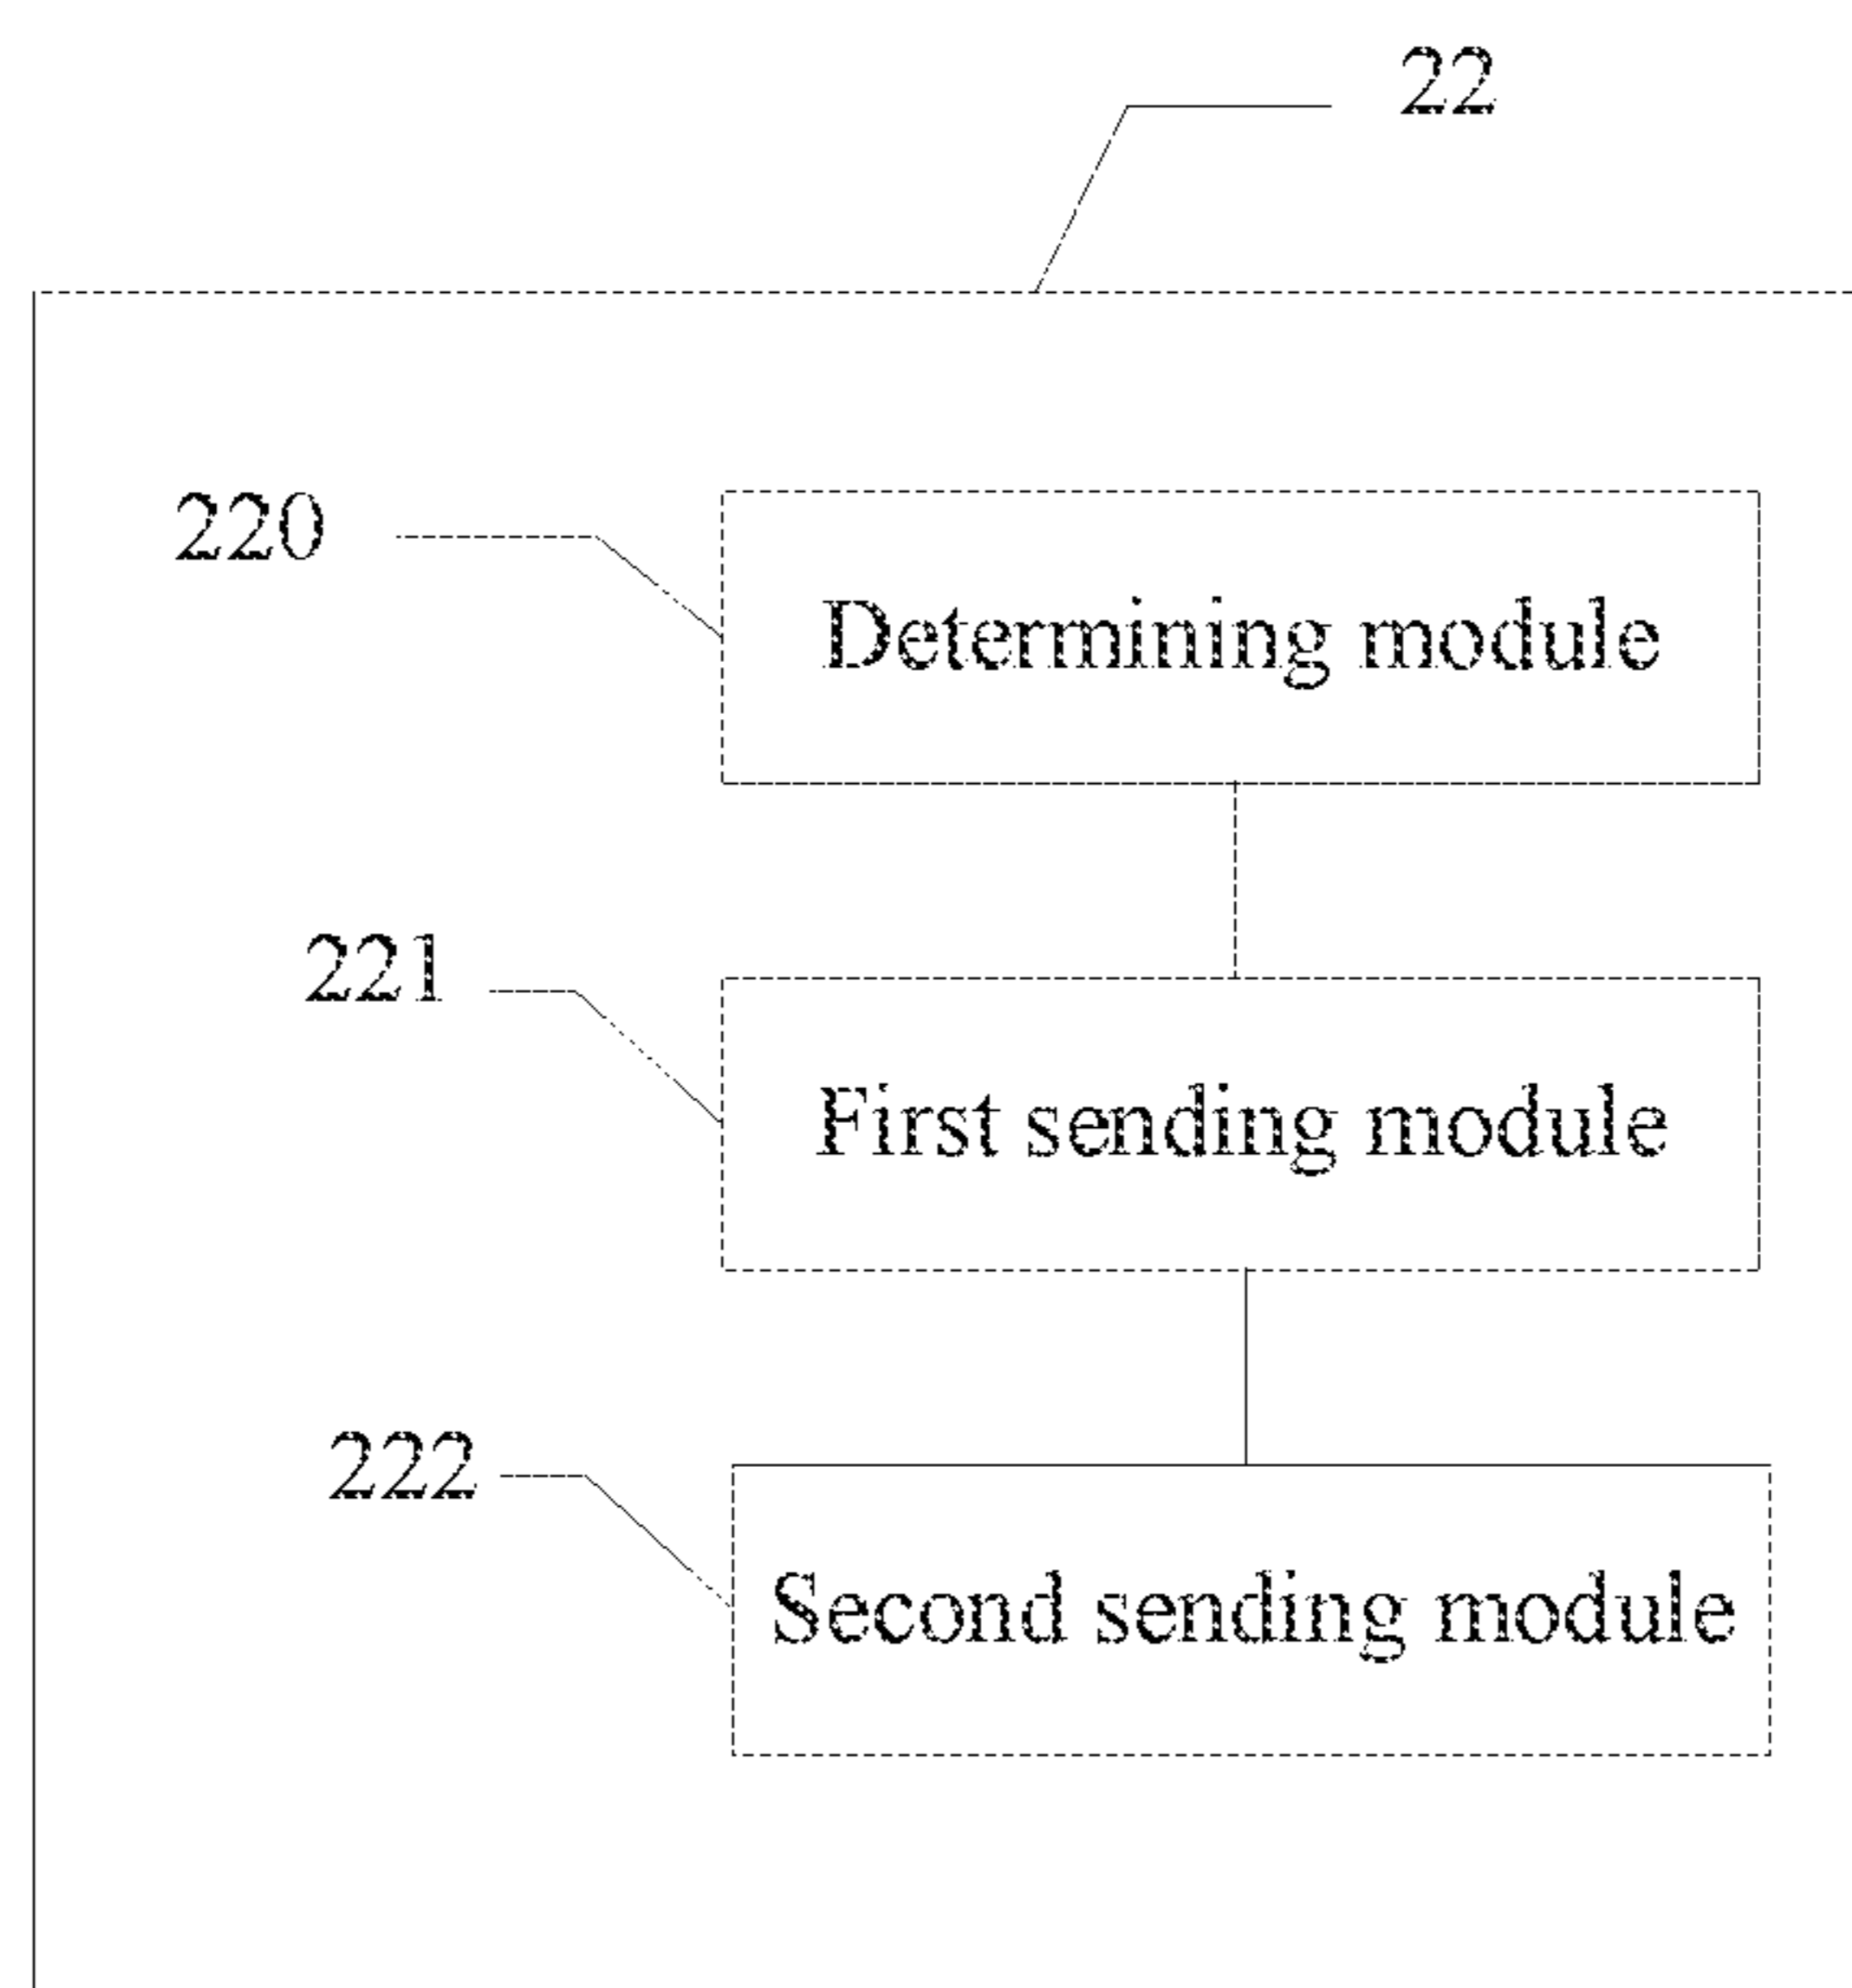 22
220
Determining module
221
First sending module
222
Second sending module